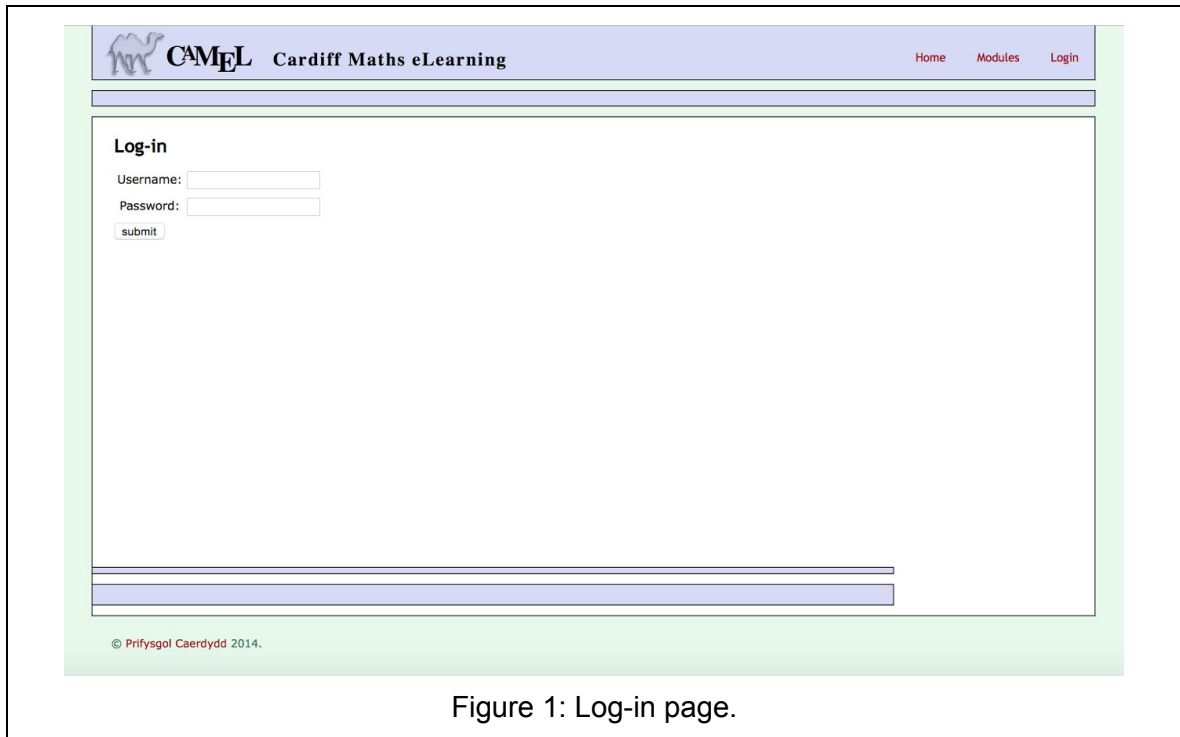 CAMEL Cardiff Maths eLearning Home Modules Login
Log-in
Username:
Password:
submit
© Prifysgol Caerdydd 2014.
Figure 1: Log-in page.